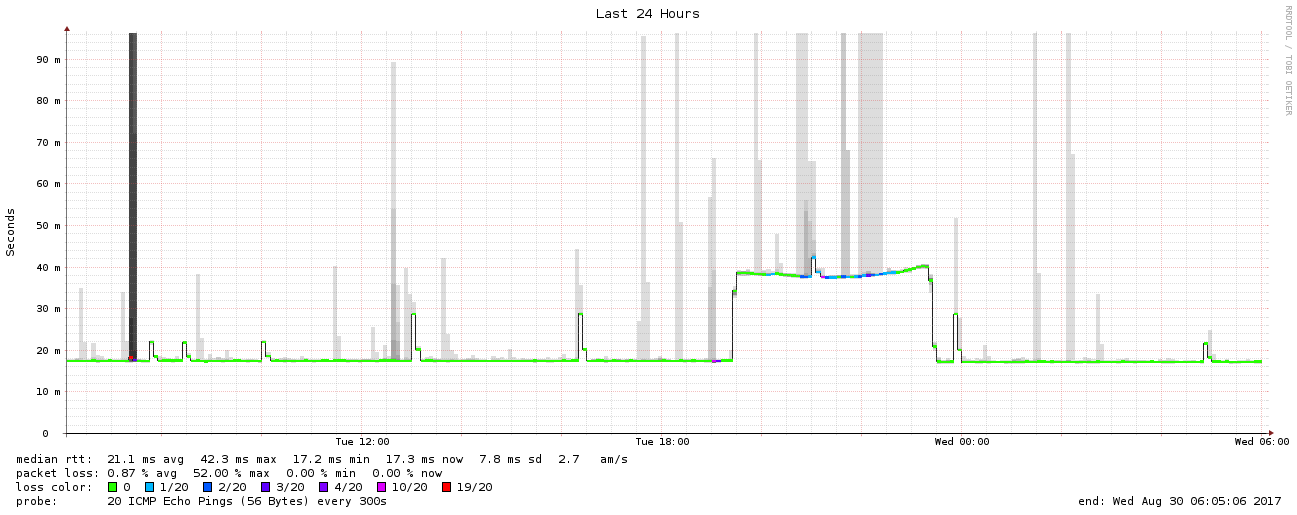 Last 24 Hours
RRDTOOL / TOBI OETIKER
Seconds
90 m
80 m
70 m
60 m
50 m
40 m
30 m
20 m
10 m
0
Tue 12:00 Tue 18:00 Wed 00:00 Wed 06:00
median rtt: 21.1 ms avg 42.3 ms max 17.2 ms min 17.3 ms now 7.8 ms sd 2.7 am/s
packet loss: 0.87 % avg 52.00 % max 0.00 % min 0.00 % now
loss color: 0 1/20 2/20 3/20 4/20 10/20 19/20
probe: 20 ICMP Echo Pings (56 Bytes) every 300s end: Wed Aug 30 06:05:06 2017